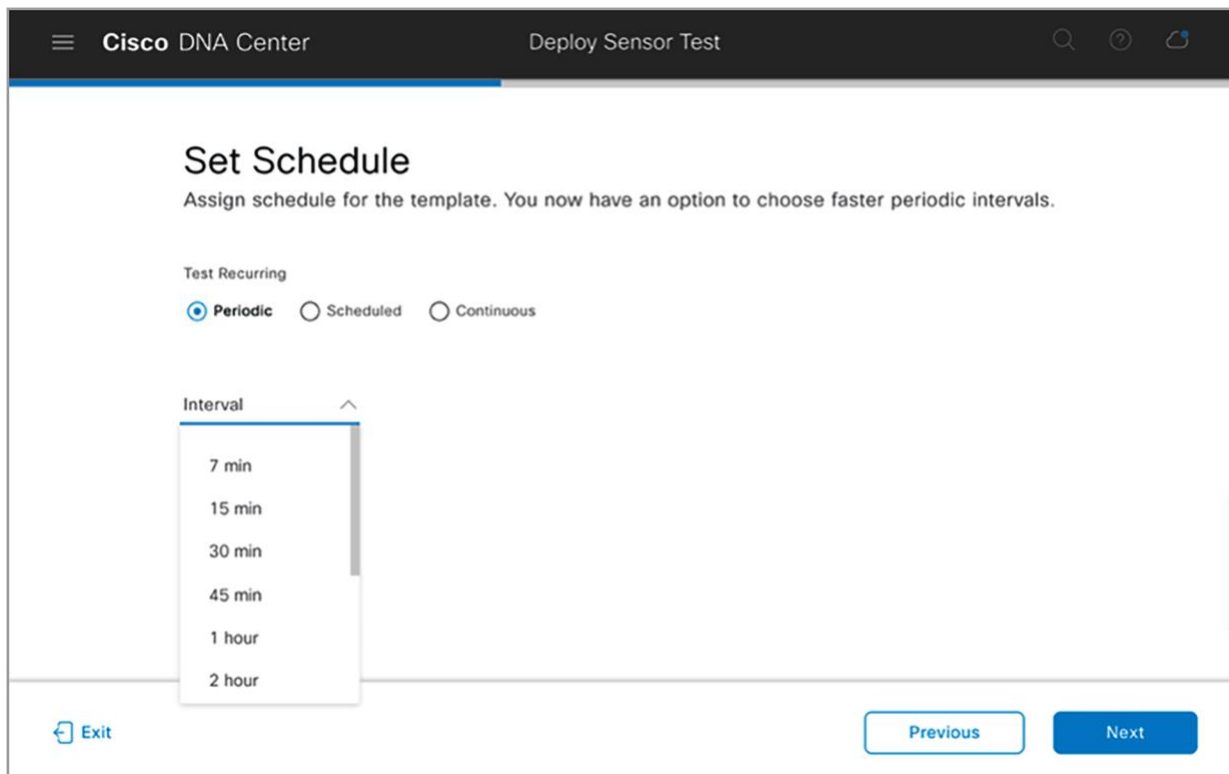 Cisco DNA Center
Deploy Sensor Test
Set Schedule
Assign schedule for the template. You now have an option to choose faster periodic intervals.
Test Recurring
Periodic Scheduled Continuous
Interval
7 min
15 min
30 min
45 min
1 hour
2 hour
Exit
Previous
Next